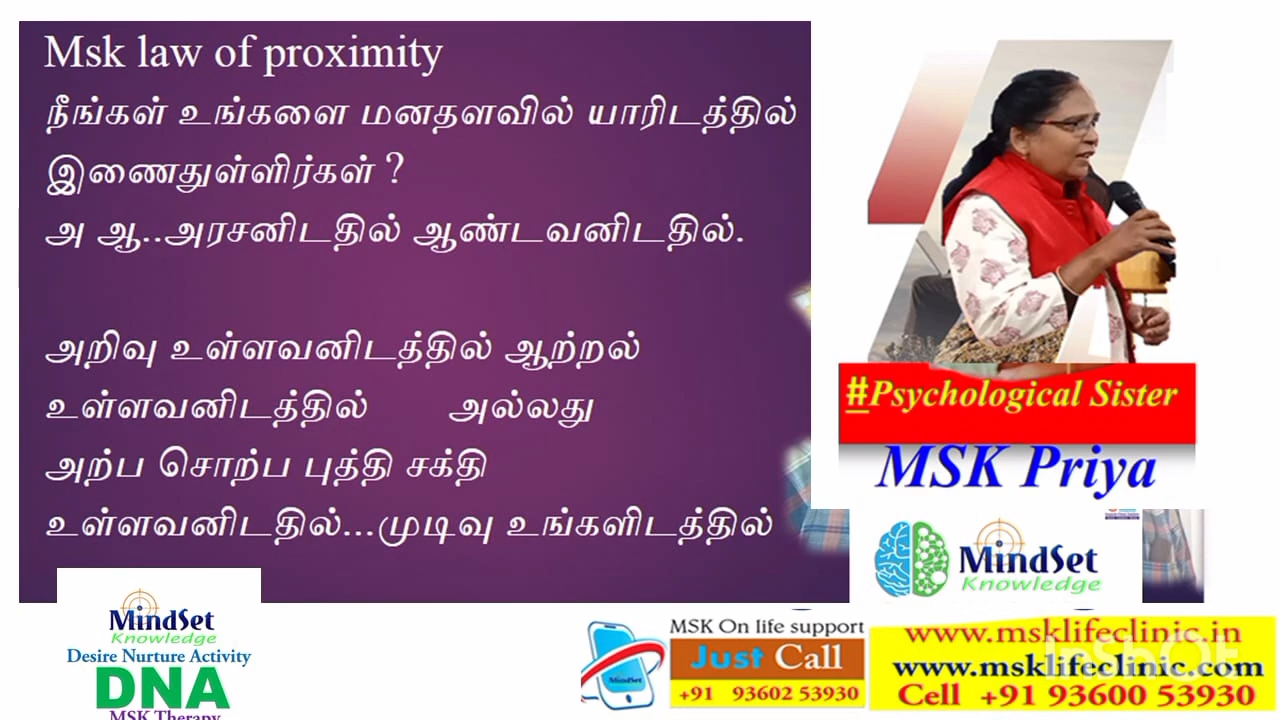 Msk law of proximity
நீங்கள் உங்களை மனதளவில் யாரிடத்தில்
இணைதுள்ளிர்கள் ?
அ ஆ..அரசனிடதில் ஆண்டவனிடதில்.
அறிவு உள்ளவனிடத்தில் ஆற்றல்
உள்ளவனிடத்தில் அல்லது
அற்ப சொற்ப புத்தி சக்தி
உள்ளவனிடதில்...முடிவு உங்களிடத்தில்
#Psychological Sister
MSK Priya
MindSet
Knowledge
MindSet
Knowledge
Desire Nurture Activity
DNA
MSK Therapy
MindSet
MSK On life support
Just Call
+91 93602 53930
www.msklifeclinic.in
www.msklifeclinic.com
Cell +91 93600 53930
InShOt